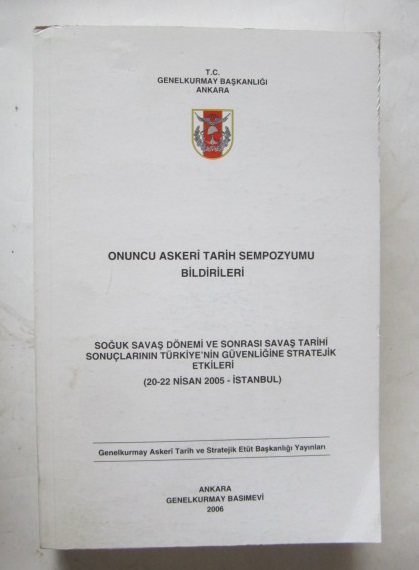 T.C.
GENELKURMAY BAŞKANLIĞI
ANKARA
ONUNCU ASKERÎ TARİH SEMPOZYUMU
BİLDİRİLERİ
SOĞUK SAVAŞ DÖNEMİ VE SONRASI SAVAŞ TARİHİ
SONUÇLARININ TÜRKİYE'NİN GÜVENLİĞİNE STRATEJİK
ETKİLERİ
(20-22 NİSAN 2005 - İSTANBUL)
Genelkurmay Askerî Tarih ve Stratejik Etüt Başkanlığı Yayınları
ANKARA
GENELKURMAY BASIMEVİ
2006